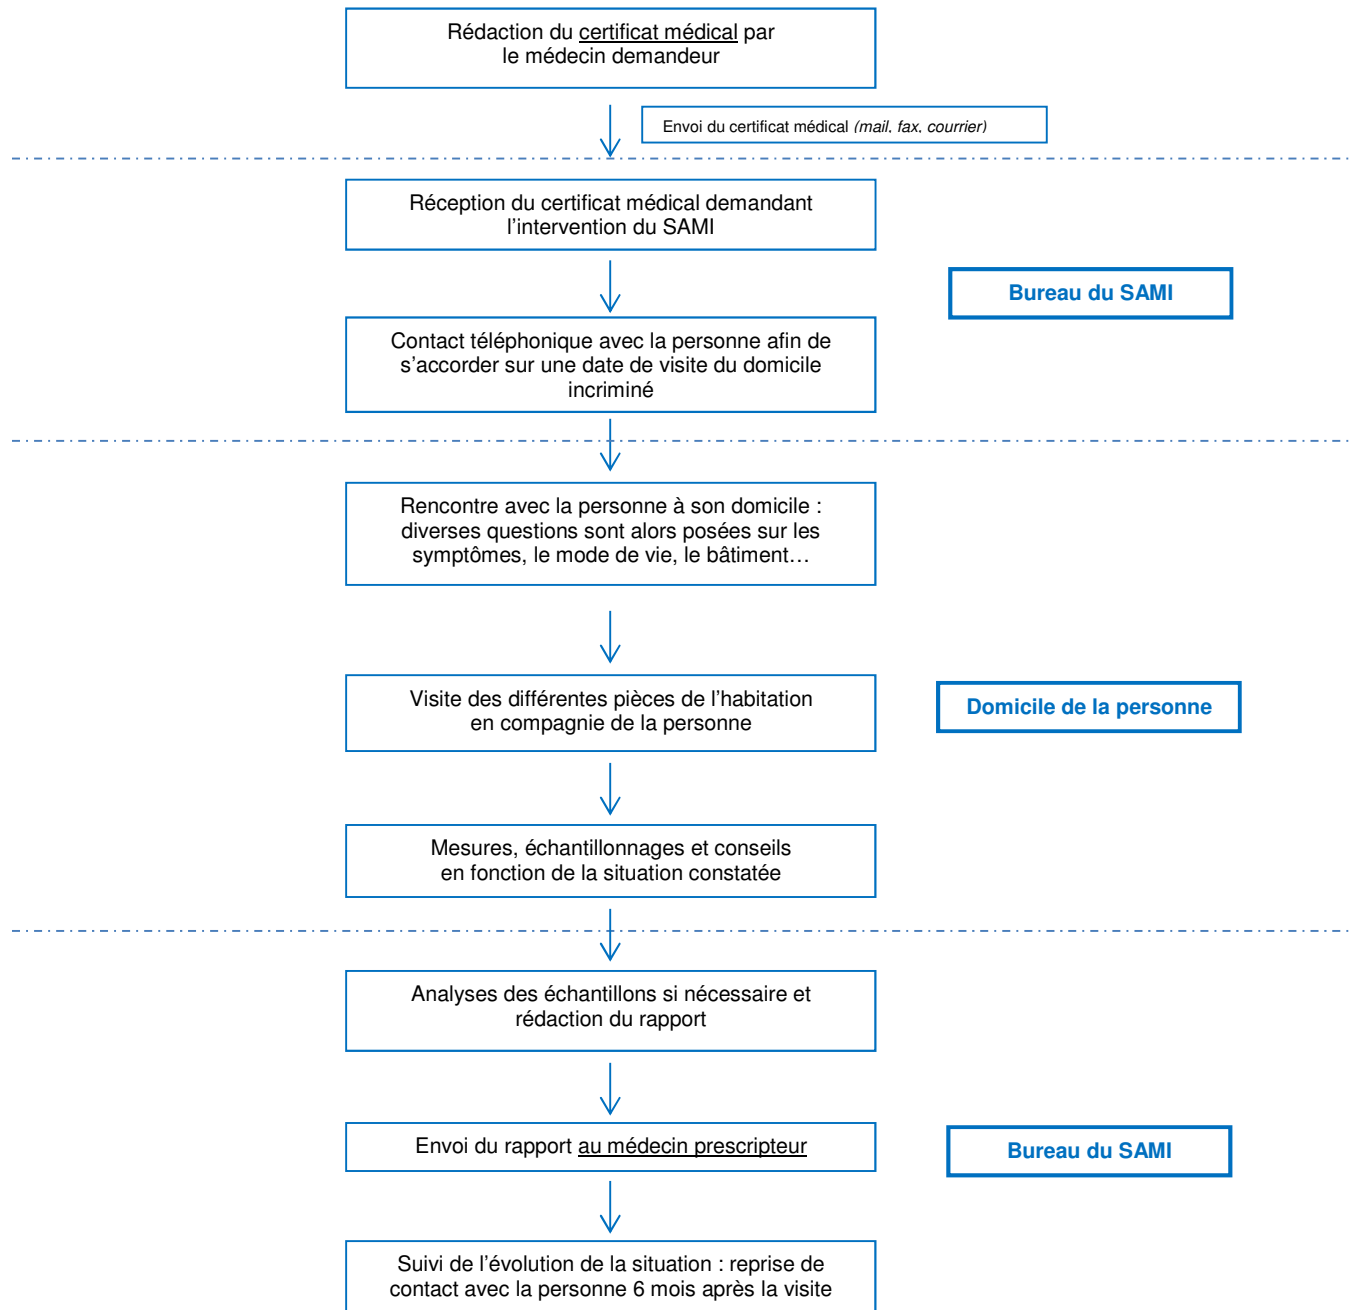 Rédaction du certificat médical par
le médecin demandeur
Envoi du certificat médical (mail, fax, courrier)
Réception du certificat médical demandant
l’intervention du SAMI
Bureau du SAMI
Contact téléphonique avec la personne afin de
s’accorder sur une date de visite du domicile
incriminé
Rencontre avec la personne à son domicile :
diverses questions sont alors posées sur les
symptômes, le mode de vie, le bâtiment…
Visite des différentes pièces de l’habitation
en compagnie de la personne
Domicile de la personne
Mesures, échantillonnages et conseils
en fonction de la situation constatée
Analyses des échantillons si nécessaire et
rédaction du rapport
Envoi du rapport au médecin prescripteur
Bureau du SAMI
Suivi de l’évolution de la situation : reprise de
contact avec la personne 6 mois après la visite